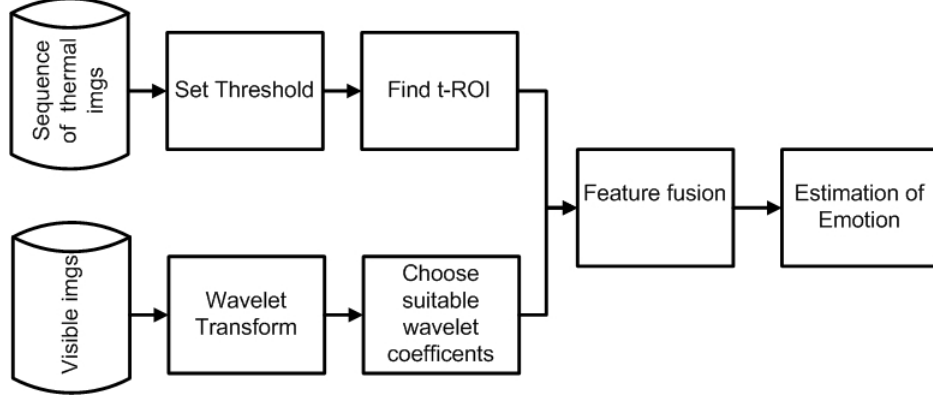 Sequence
of thermal
imgs
Set Threshold
Find t-ROI
Feature fusion
Estimation of
Emotion
Visible imgs
Wavelet
Transform
Choose
suitable
wavelet
coefficents